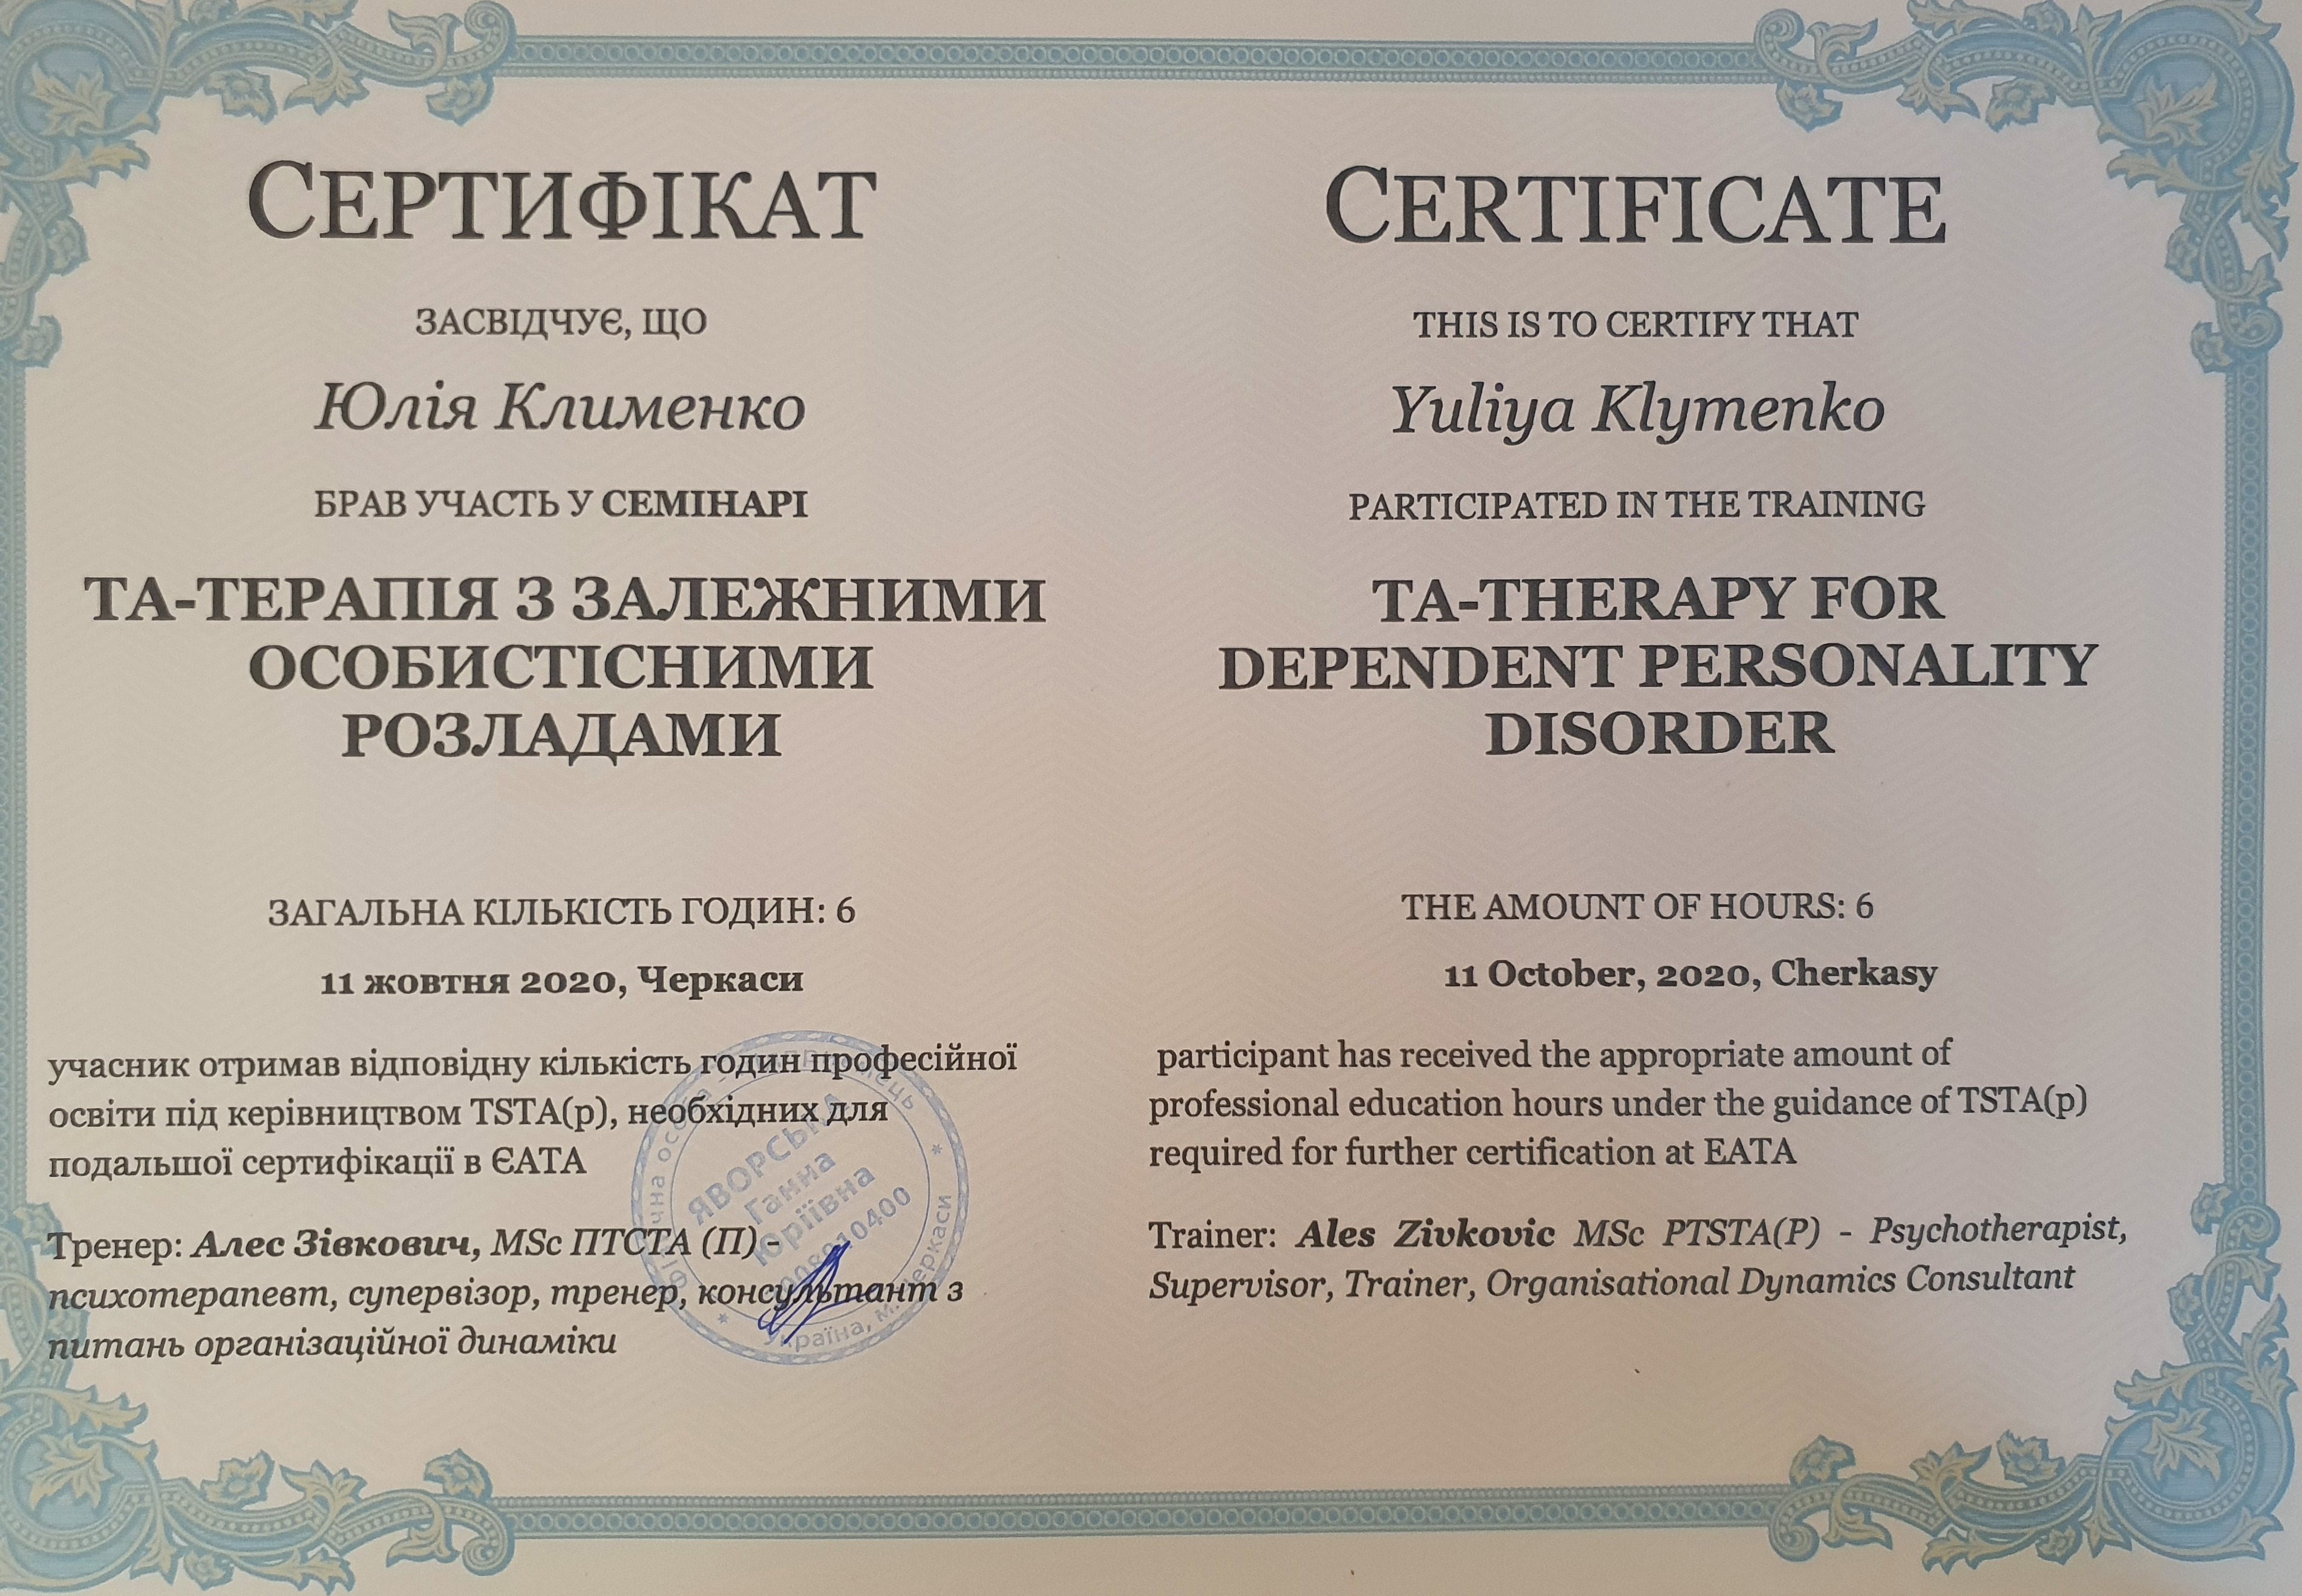 СЕРТИФІКАТ
ЗАСВІДЧУЄ, ЩО
Юлія Клименко
БРАВ УЧАСТЬ У СЕМІНАРІ
ТА-ТЕРАПІЯ З ЗАЛЕЖНИМИ
ОСОБИСТІСНИМИ
РОЗЛАДАМИ
ЗАГАЛЬНА КІЛЬКІСТЬ ГОДИН: 6
11 жовтня 2020, Черкаси
учасник отримав відповідну кількість годин професійної
освіти під керівництвом TSTA(p), необхідних для
подальшої сертифікації в ЄАТА
Тренер: Алес Зівкович, MSc ПТСТА (П) -
психотерапевт, супервізор, тренер, консультант з
питань організаційної динаміки
ЯВОРСЬКА
Ганна
Юріївна
Україна, м. Черкаси
CERTIFICATE
THIS IS TO CERTIFY THAT
Yuliya Klymenko
PARTICIPATED IN THE TRAINING
TA-THERAPY FOR
DEPENDENT PERSONALITY
DISORDER
THE AMOUNT OF HOURS: 6
11 October, 2020, Cherkasy
participant has received the appropriate amount of
professional education hours under the guidance of TSTA(p)
required for further certification at EATA
Trainer: Ales Zivkovic MSc PTSTA(P) - Psychotherapist,
Supervisor, Trainer, Organisational Dynamics Consultant